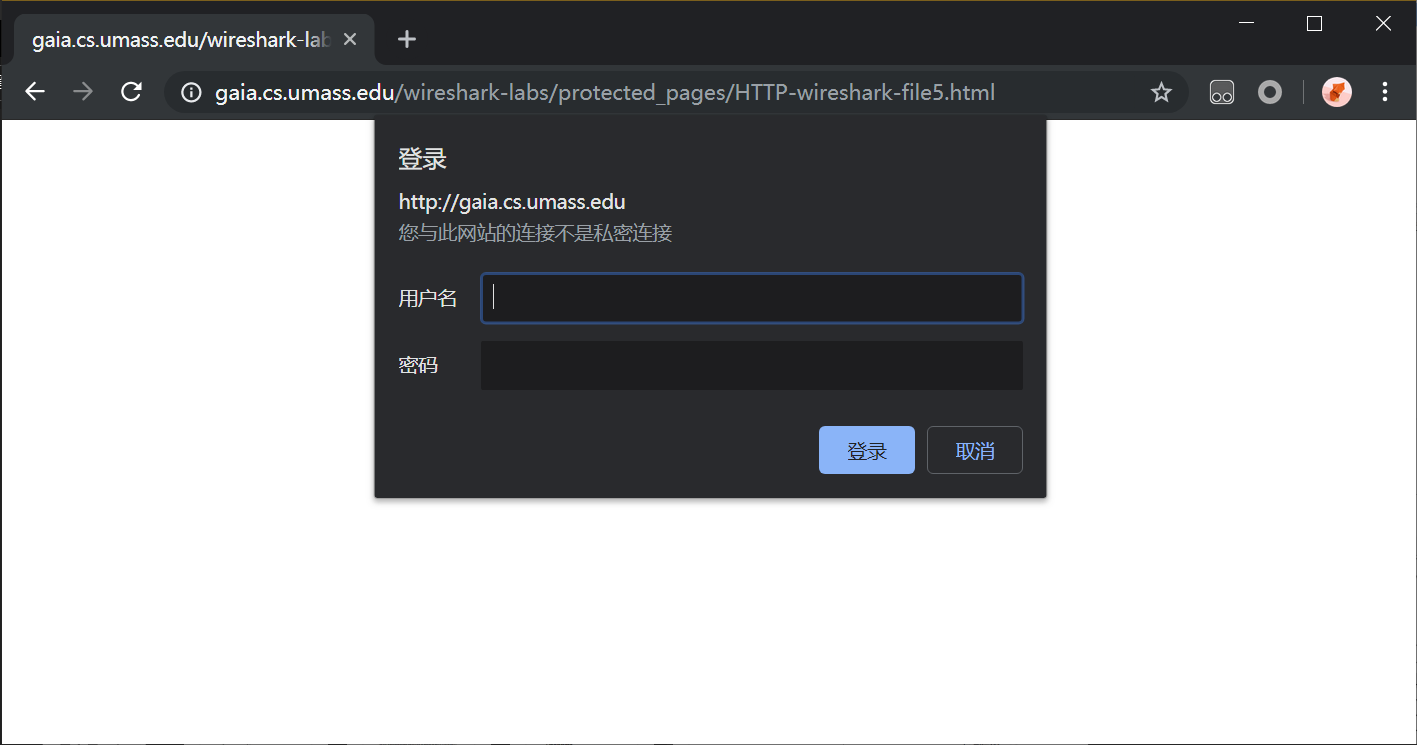 gaia.cs.umass.edu/wireshark-lab
gaia.cs.umass.edu/wireshark-labs/protected_pages/HTTP-wireshark-file5.html
登录
http://gaia.cs.umass.edu
您与此网站的连接不是私密连接
用户名
密码
登录 取消